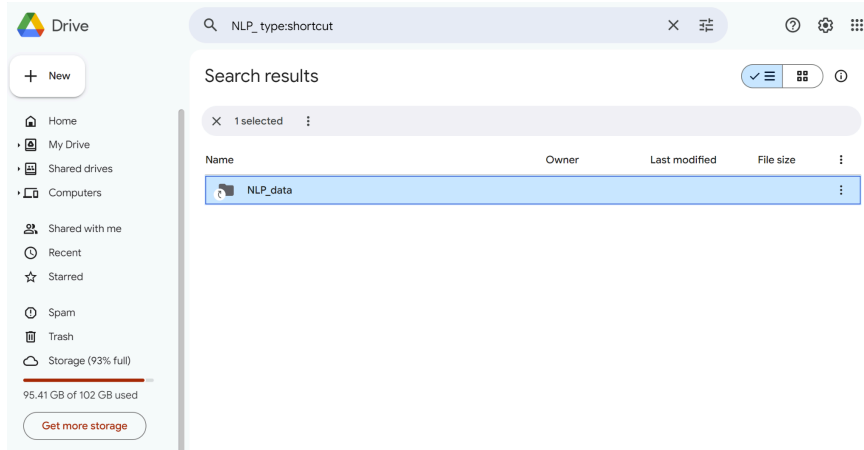 Drive
NLP_ type:shortcut
New
Search results
Home
1 selected
My Drive
Shared drives
Name Owner Last modified File size
Computers
NLP_data
Shared with me
Recent
Starred
Spam
Trash
Storage (93% full)
95.41 GB of 102 GB used
Get more storage